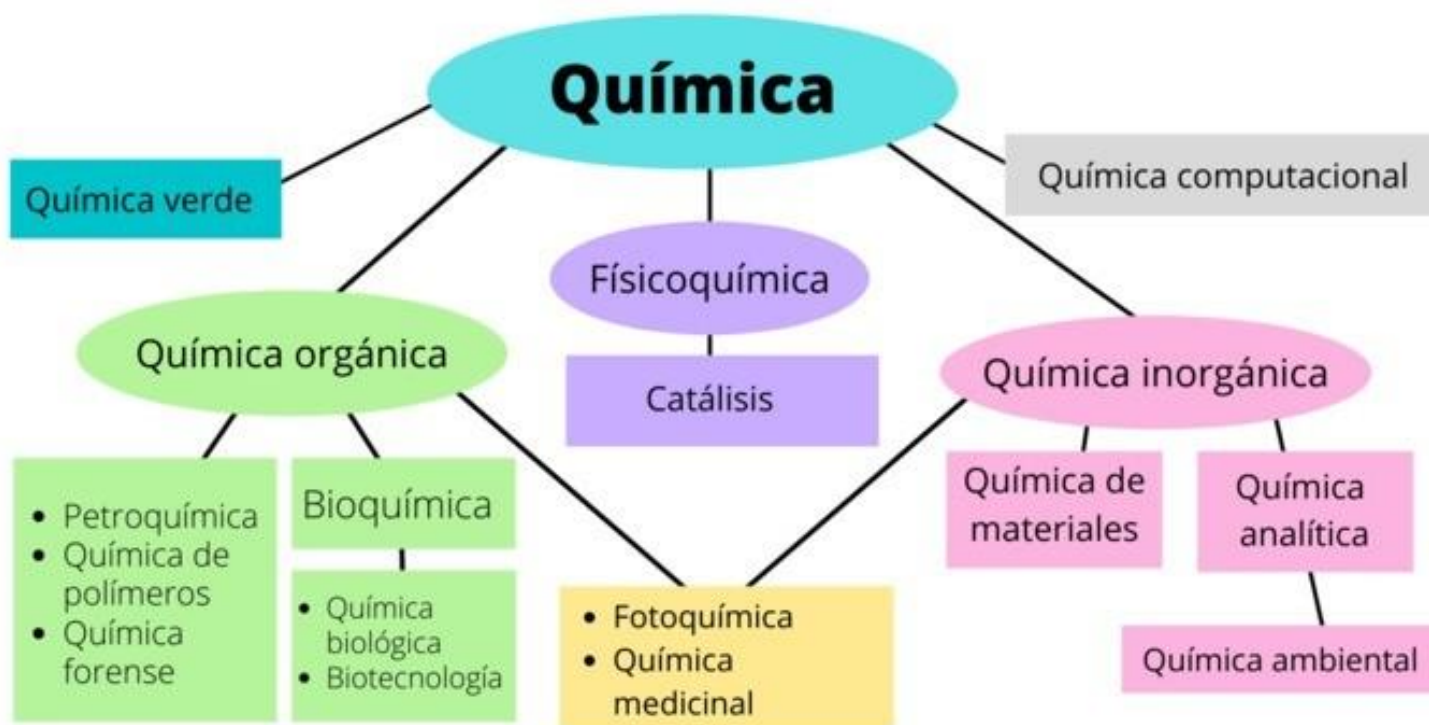 Química
Química verde
Química computacional
Físicoquímica
Química orgánica
Catálisis
Química inorgánica
• Petroquímica
• Química de
polímeros
• Química
forense
Bioquímica
• Química
biológica
• Biotecnología
• Fotoquímica
• Química
medicinal
Química de
materiales
Química
analítica
Química ambiental